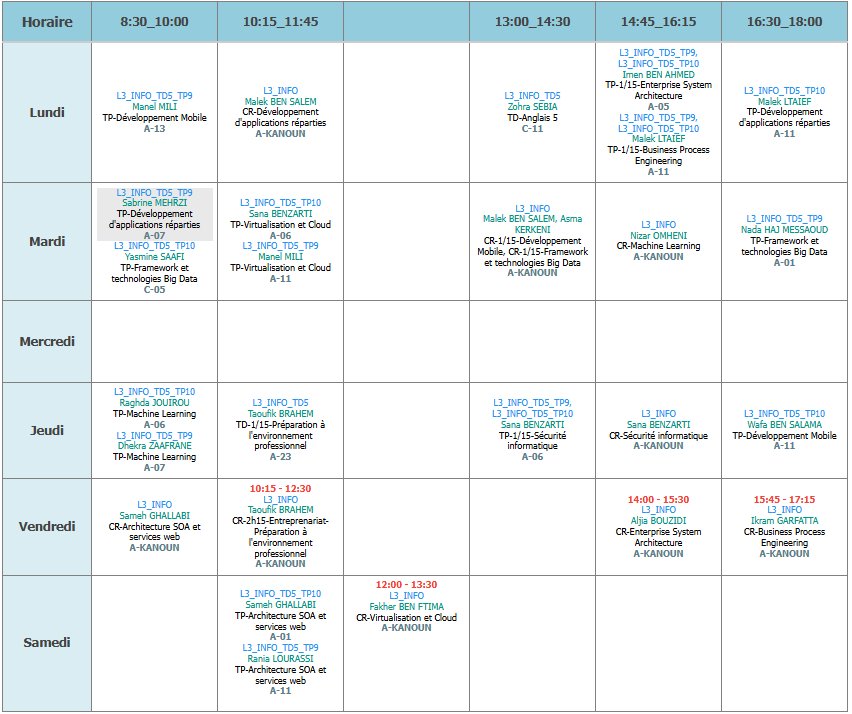 Horaire
8:30_10:00
10:15_11:45
13:00_14:30
14:45_16:15
16:30_18:00
Lundi
L3_INFO_TD5_TP9
Manel MILI
TP-Développement Mobile
A-13
L3_INFO
Malek BEN SALEM
CR-Développement
d'applications réparties
A-KANOUN
L3_INFO_TD5
Zohra SEBIA
TD-Anglais 5
C-11
L3_INFO_TD5_TP9,
L3_INFO_TD5_TP10
Imen BEN AHMED
TP-1/15-Enterprise System
Architecture
A-05
L3_INFO_TD5_TP9,
L3_INFO_TD5_TP10
Malek LTAIEF
TP-1/15-Business Process
Engineering
A-11
L3_INFO_TD5_TP10
Malek LTAIEF
TP-Développement
d'applications réparties
A-11
Mardi
L3_INFO_TD5_TP9
Sabrine MEHRZI
TP-Développement
d'applications réparties
A-07
L3_INFO_TD5_TP10
Yasmine SAAFI
TP-Framework et
technologies Big Data
C-05
L3_INFO_TD5_TP10
Sana BENZARTI
TP-Virtualisation et Cloud
A-06
L3_INFO_TD5_TP9
Manel MILI
TP-Virtualisation et Cloud
A-11
L3_INFO
Malek BEN SALEM, Asma
KERKENI
CR-1/15-Développement
Mobile, CR-1/15-Framework
et technologies Big Data
A-KANOUN
L3_INFO
Nizar OMHENI
CR-Machine Learning
A-KANOUN
L3_INFO_TD5_TP9
Nada HAJ MESSAOUD
TP-Framework et
technologies Big Data
A-01
Mercredi
Jeudi
L3_INFO_TD5_TP10
Raghda JOUIROU
TP-Machine Learning
A-06
L3_INFO_TD5_TP9
Dhekra ZAAFRANE
TP-Machine Learning
A-07
L3_INFO_TD5
Taoufik BRAHEM
TD-1/15-Préparation à
l'environnement
professionnel
A-23
L3_INFO_TD5_TP9,
L3_INFO_TD5_TP10
Sana BENZARTI
TP-1/15-Sécurité
informatique
A-06
L3_INFO
Sana BENZARTI
CR-Sécurité informatique
A-KANOUN
L3_INFO_TD5_TP10
Wafa BEN SALAMA
TP-Développement Mobile
A-11
Vendredi
L3_INFO
Sameh GHALLABI
CR-Architecture SOA et
services web
A-KANOUN
10:15 - 12:30
L3_INFO
Taoufik BRAHEM
CR-2h15-Entreprenariat-
Préparation à
l'environnement
professionnel
A-KANOUN
14:00 - 15:30
L3_INFO
Aljia BOUZIDI
CR-Enterprise System
Architecture
A-KANOUN
15:45 - 17:15
L3_INFO
Ikram GARFATTA
CR-Business Process
Engineering
A-KANOUN
Samedi
L3_INFO_TD5_TP10
Sameh GHALLABI
TP-Architecture SOA et
services web
A-01
L3_INFO_TD5_TP9
Rania LOURASSI
TP-Architecture SOA et
services web
A-11
12:00 - 13:30
L3_INFO
Fakher BEN FTIMA
CR-Virtualisation et Cloud
A-KANOUN